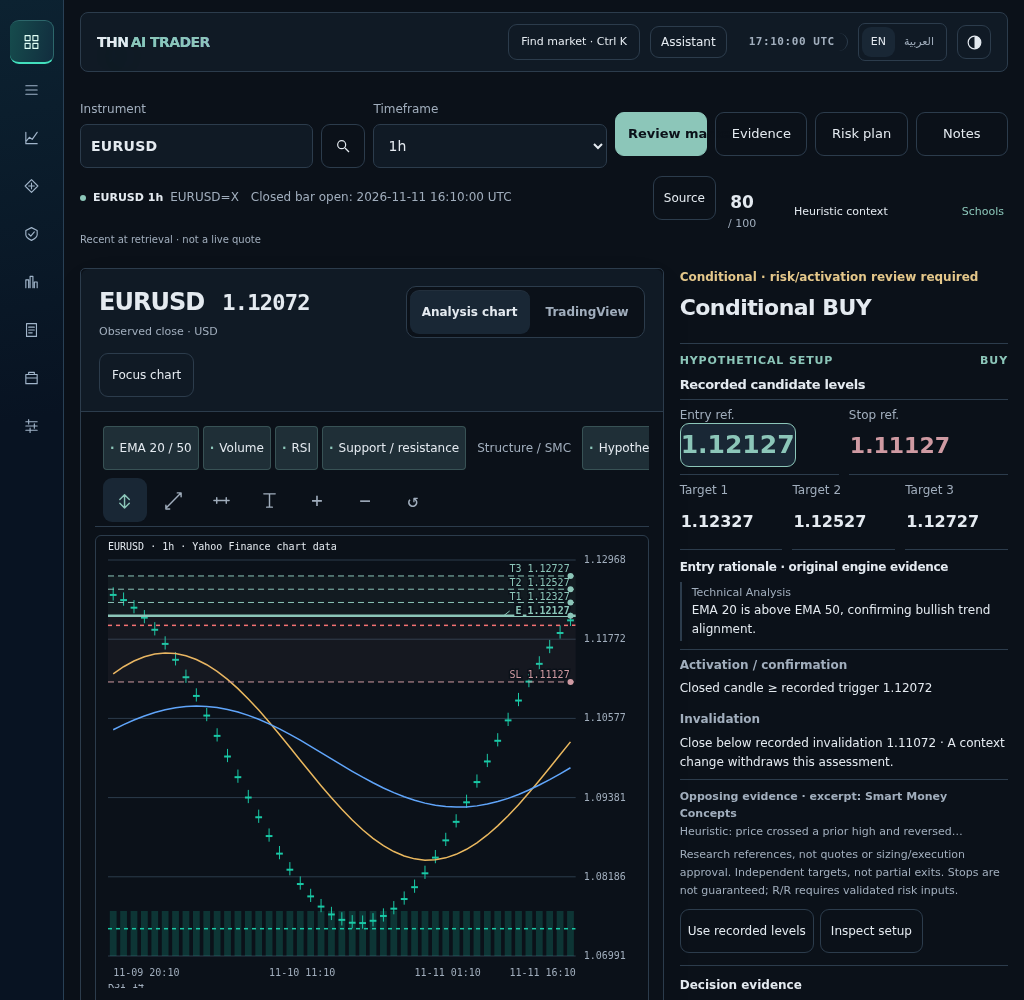 THN AI TRADER
Find market · Ctrl K
Assistant
17:10:00 UTC
EN
العربية
Instrument
Timeframe
EURUSD
1h
Review ma
Evidence
Risk plan
Notes
EURUSD 1h EURUSD=X Closed bar open: 2026-11-11 16:10:00 UTC
Source
80
/ 100
Heuristic context
Schools
Recent at retrieval · not a live quote
EURUSD 1.12072
Observed close · USD
Analysis chart
TradingView
Focus chart
· EMA 20 / 50
· Volume
· RSI
· Support / resistance
Structure / SMC
· Hypothe
EURUSD · 1h · Yahoo Finance chart data
1.12968
T3 1.12727
T2 1.12527
T1 1.12327
E 1.12127
1.11772
SL 1.11127
1.10577
1.09381
1.08186
1.06991
11-09 20:10
11-10 11:10
11-11 01:10
11-11 16:10
RSI 14
Conditional · risk/activation review required
Conditional BUY
HYPOTHETICAL SETUP
BUY
Recorded candidate levels
Entry ref.
Stop ref.
1.12127
1.11127
Target 1
Target 2
Target 3
1.12327
1.12527
1.12727
Entry rationale · original engine evidence
Technical Analysis
EMA 20 is above EMA 50, confirming bullish trend
alignment.
Activation / confirmation
Closed candle ≥ recorded trigger 1.12072
Invalidation
Close below recorded invalidation 1.11072 · A context
change withdraws this assessment.
Opposing evidence · excerpt: Smart Money
Concepts
Heuristic: price crossed a prior high and reversed…
Research references, not quotes or sizing/execution
approval. Independent targets, not partial exits. Stops are
not guaranteed; R/R requires validated risk inputs.
Use recorded levels
Inspect setup
Decision evidence